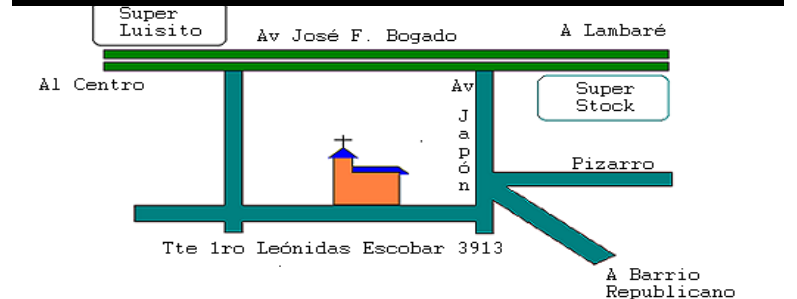 Super
Luisito
Av José F. Bogado
A Lambaré
Al Centro
Av
Japón
Super
Stock
Pizarro
Tte 1ro Leónidas Escobar 3913
A Barrio
Republicano